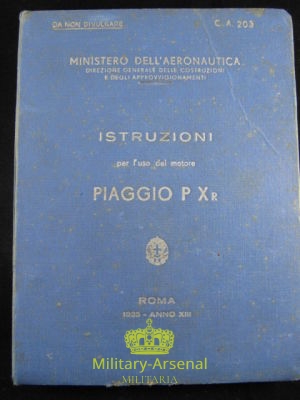 DA NON DIVULGARE
C. A. 203
MINISTERO DELL'AERONAUTICA
DIREZIONE GENERALE DELLE COSTRUZIONI
E DEGLI APPROVVIGIONAMENTI
ISTRUZIONI
per l'uso del motore
PIAGGIO P XR
ROMA
1935 - ANNO XIII
Military-Arsenal
MILITARIA